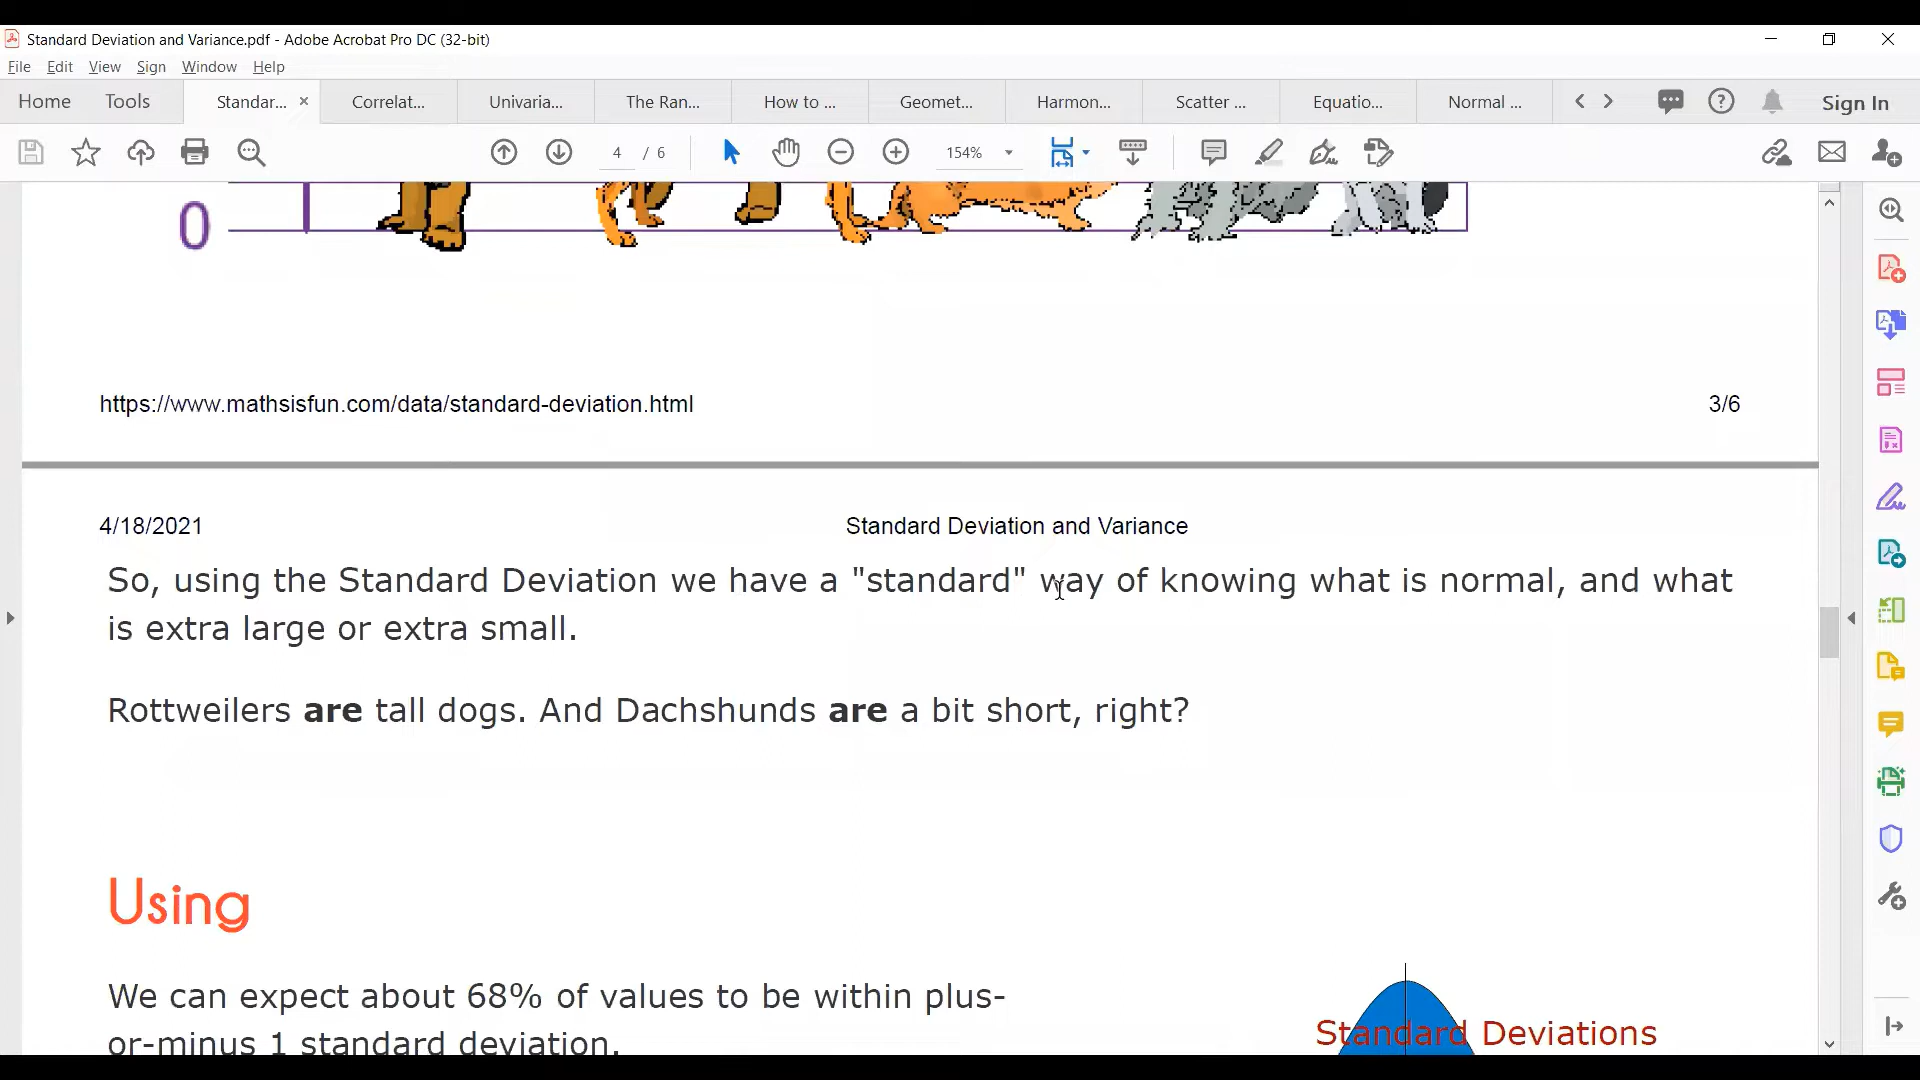 Standard Deviation and Variance.pdf - Adobe Acrobat Pro DC (32-bit)
File Edit View Sign Window Help
Home Tools Standar... Correlat... Univaria... The Ran... How to ... Geomet... Harmon... Scatter ... Equatio... Normal ... Sign In
4 / 6 154%
0
https://www.mathsisfun.com/data/standard-deviation.html 3/6
4/18/2021 Standard Deviation and Variance
So, using the Standard Deviation we have a "standard" way of knowing what is normal, and what
is extra large or extra small.
Rottweilers are tall dogs. And Dachshunds are a bit short, right?
Using
We can expect about 68% of values to be within plus-
or-minus 1 standard deviation.
Standard Deviations